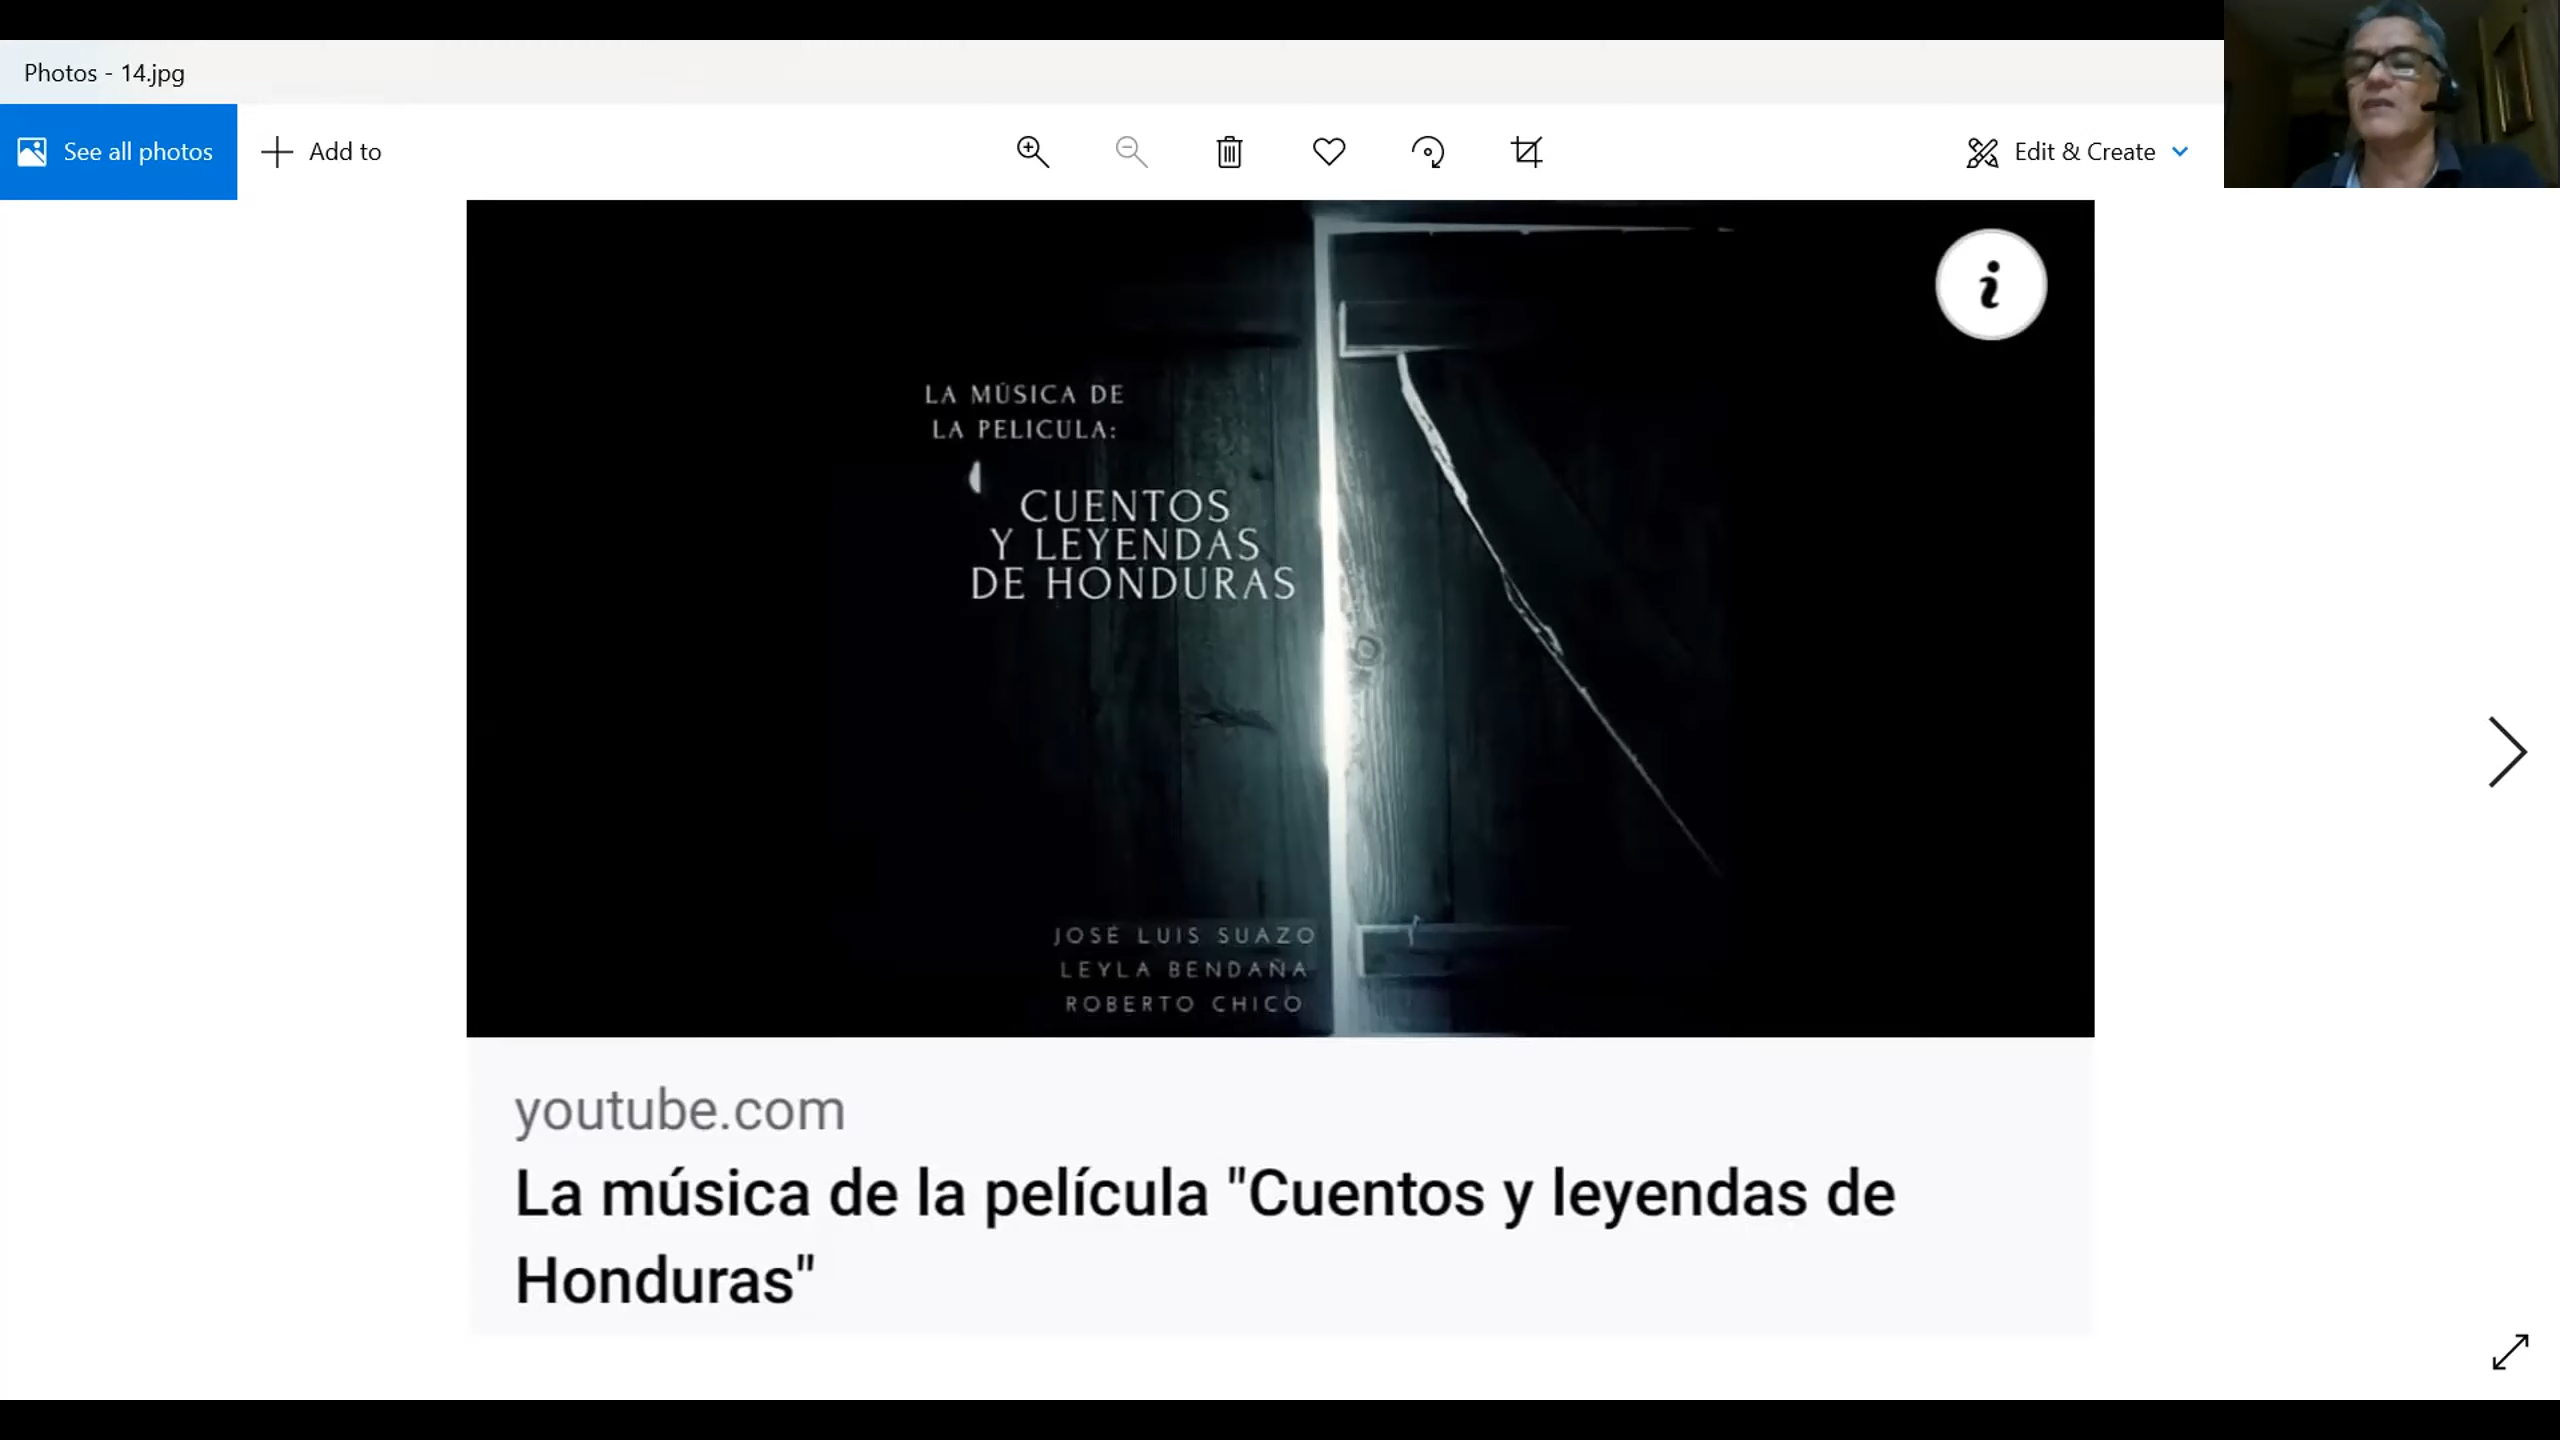 Photos - 14.jpg
See all photos
Add to
Edit & Create
i
LA MÚSICA DE
LA PELICULA:
CUENTOS
Y LEYENDAS
DE HONDURAS
JOSÉ LUIS SUAZO
LEYLA BENDAÑA
ROBERTO CHICO
youtube.com
La música de la película "Cuentos y leyendas de
Honduras"